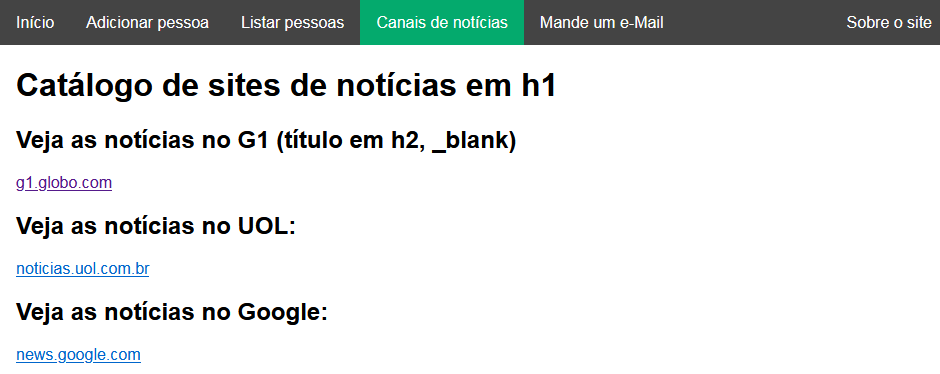 Início Adicionar pessoa Listar pessoas Canais de notícias Mande um e-Mail Sobre o site
Catálogo de sites de notícias em h1
Veja as notícias no G1 (título em h2, _blank)
g1.globo.com
Veja as notícias no UOL:
noticias.uol.com.br
Veja as notícias no Google:
news.google.com